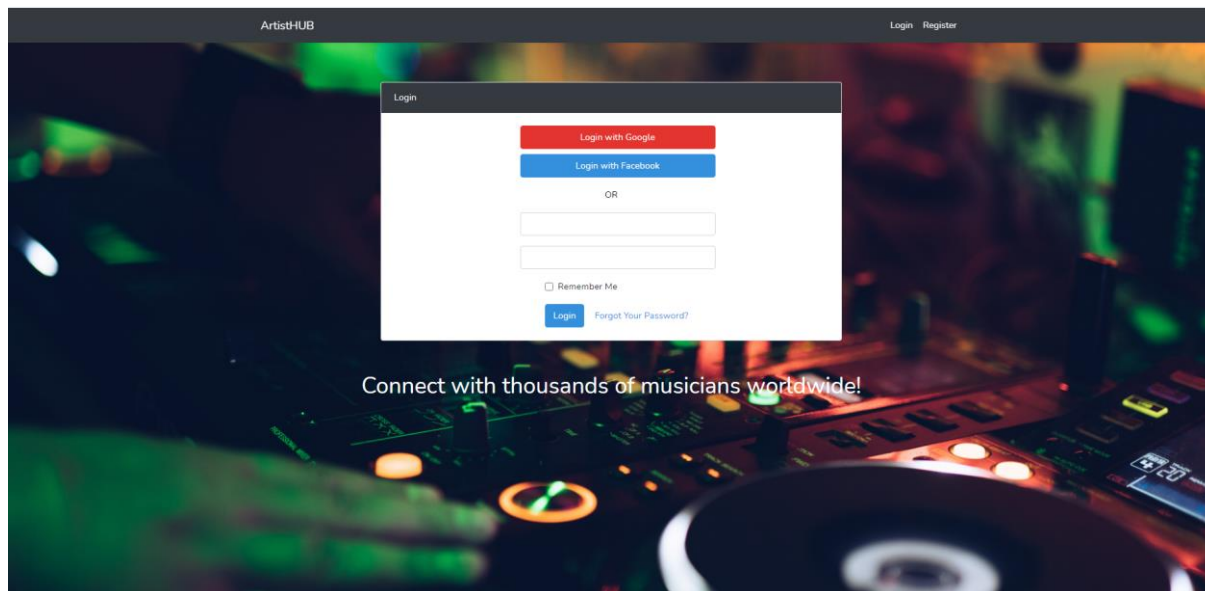 ArtistHUB
Login Register
Login
Login with Google
Login with Facebook
OR
Remember Me
Login Forgot Your Password?
Connect with thousands of musicians worldwide!